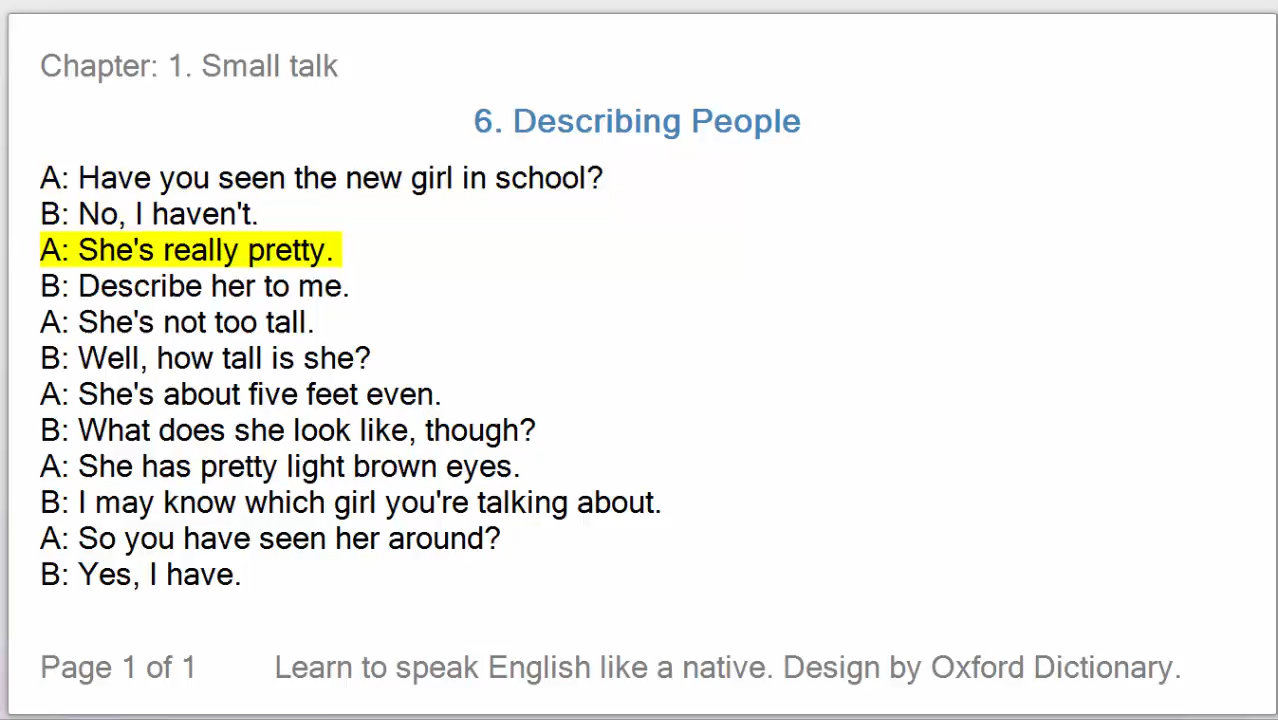 Chapter: 1. Small talk
6. Describing People
A: Have you seen the new girl in school?
B: No, I haven't.
A: She's really pretty.
B: Describe her to me.
A: She's not too tall.
B: Well, how tall is she?
A: She's about five feet even.
B: What does she look like, though?
A: She has pretty light brown eyes.
B: I may know which girl you're talking about.
A: So you have seen her around?
B: Yes, I have.
Page 1 of 1 Learn to speak English like a native. Design by Oxford Dictionary.